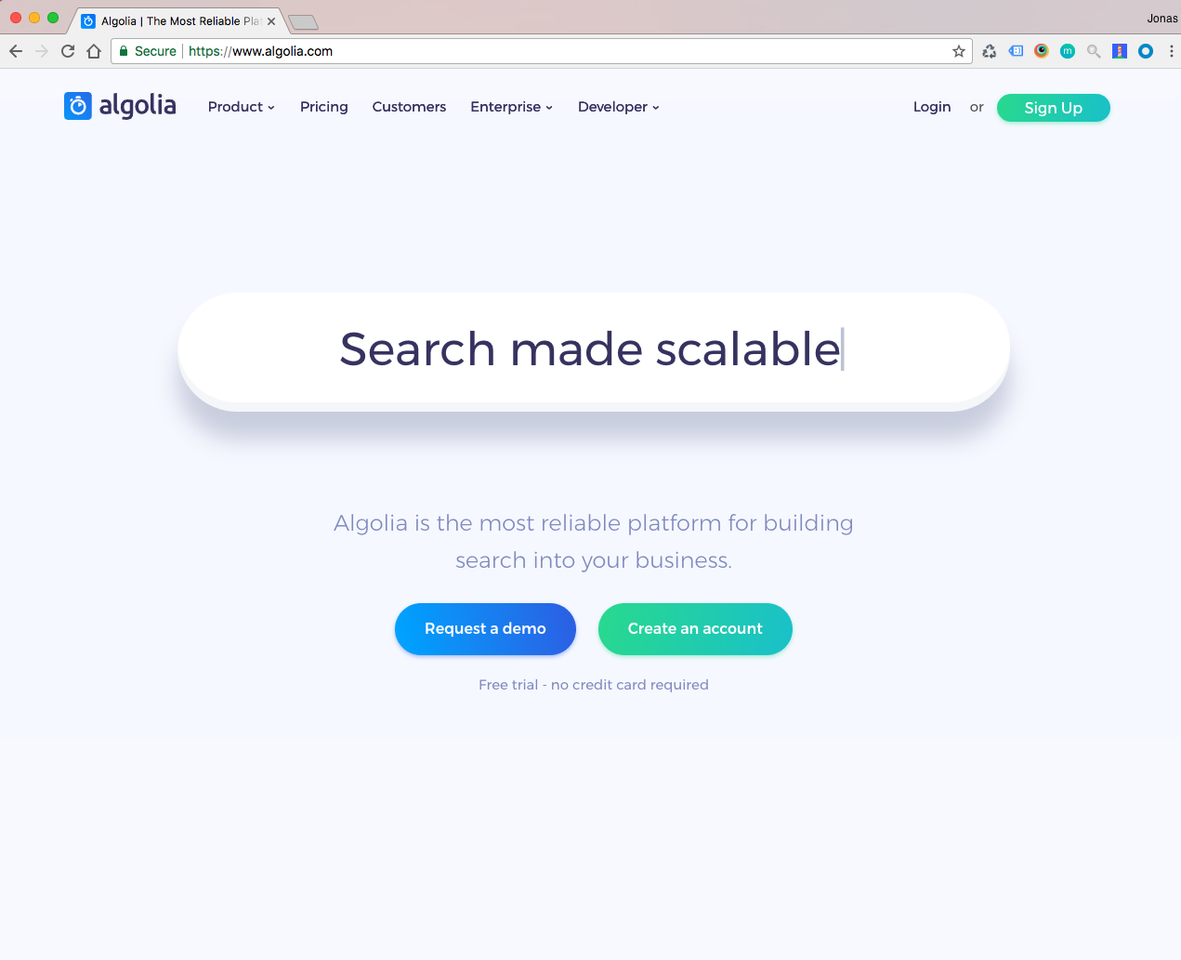 Algolia | The Most Reliable Pla
Jonas
Secure | https://www.algolia.com
m
algolia Product Pricing Customers Enterprise Developer Login or Sign Up
Search made scalable
Algolia is the most reliable platform for building
search into your business.
Request a demo Create an account
Free trial - no credit card required